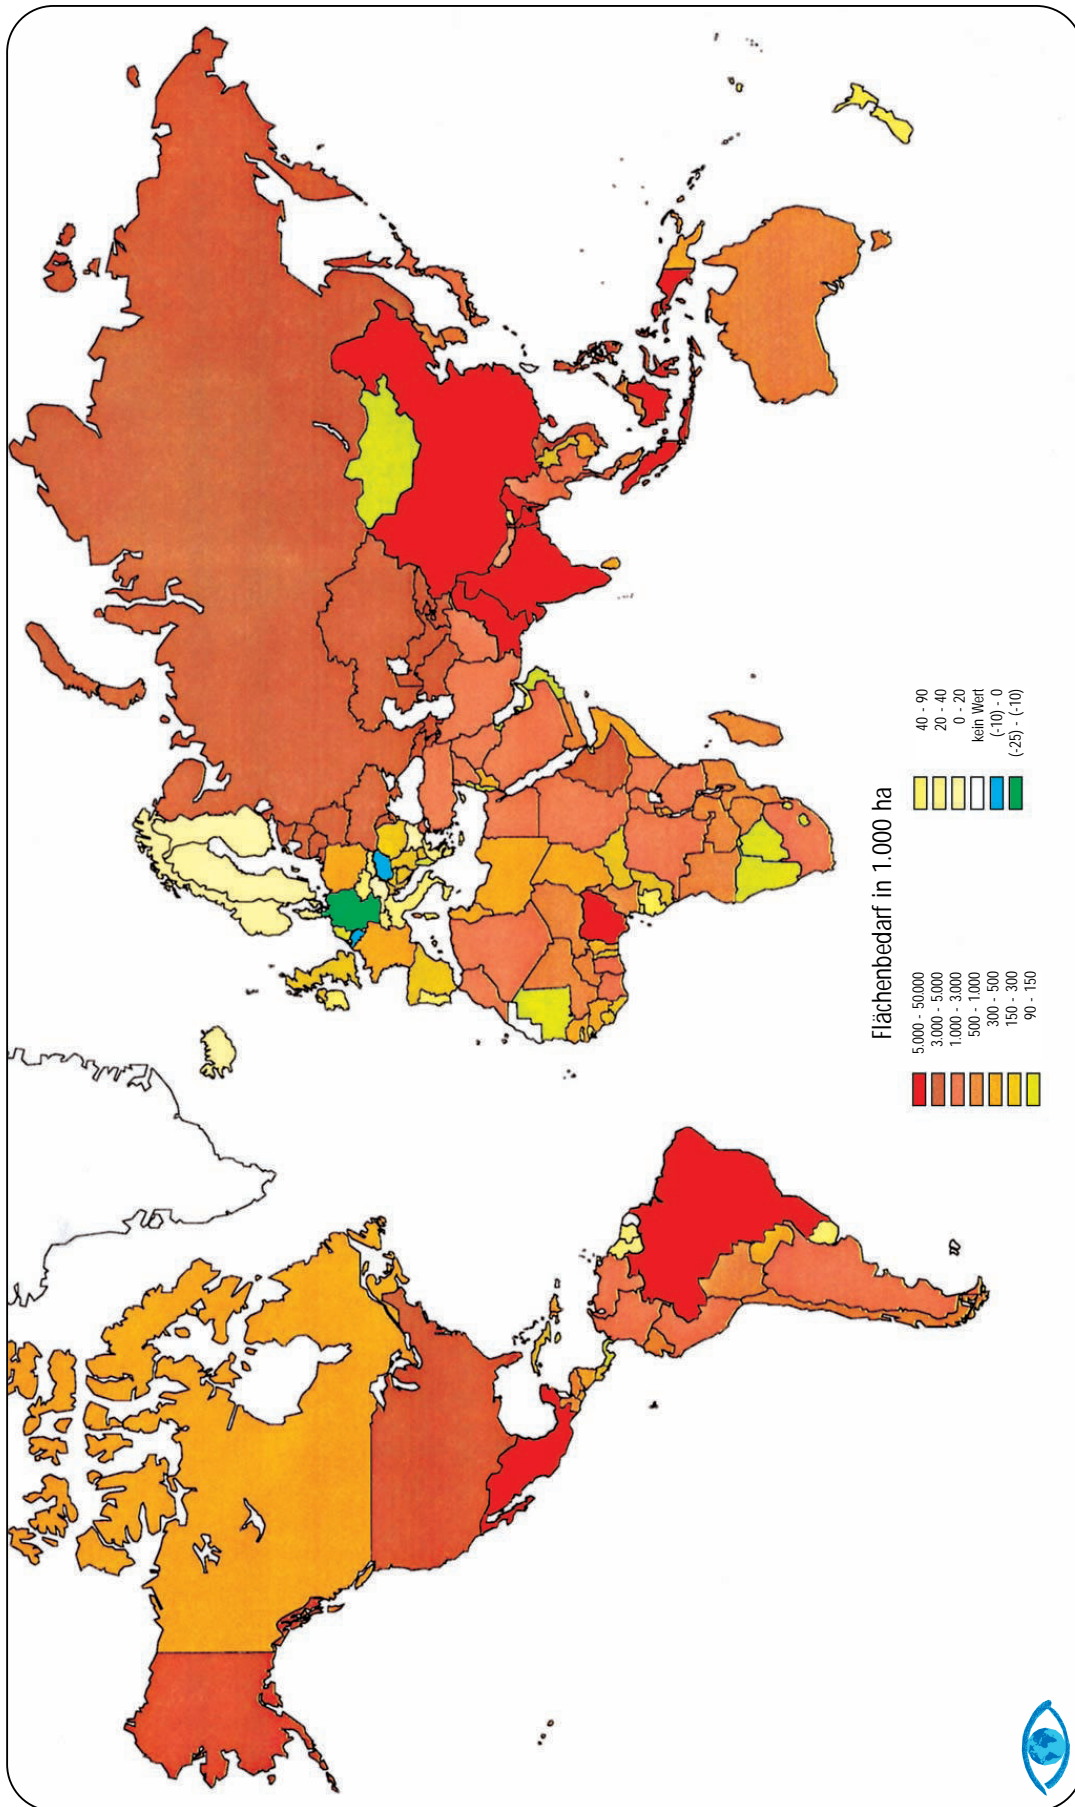 Flächenbedarf in 1.000 ha
5.000 - 50.000
3.000 - 5.000
1.000 - 3.000
500 - 1.000
300 - 500
150 - 300
90 - 150
40 - 90
20 - 40
0 - 20
kein Wert
(-10) - 0
(-25) - (-10)